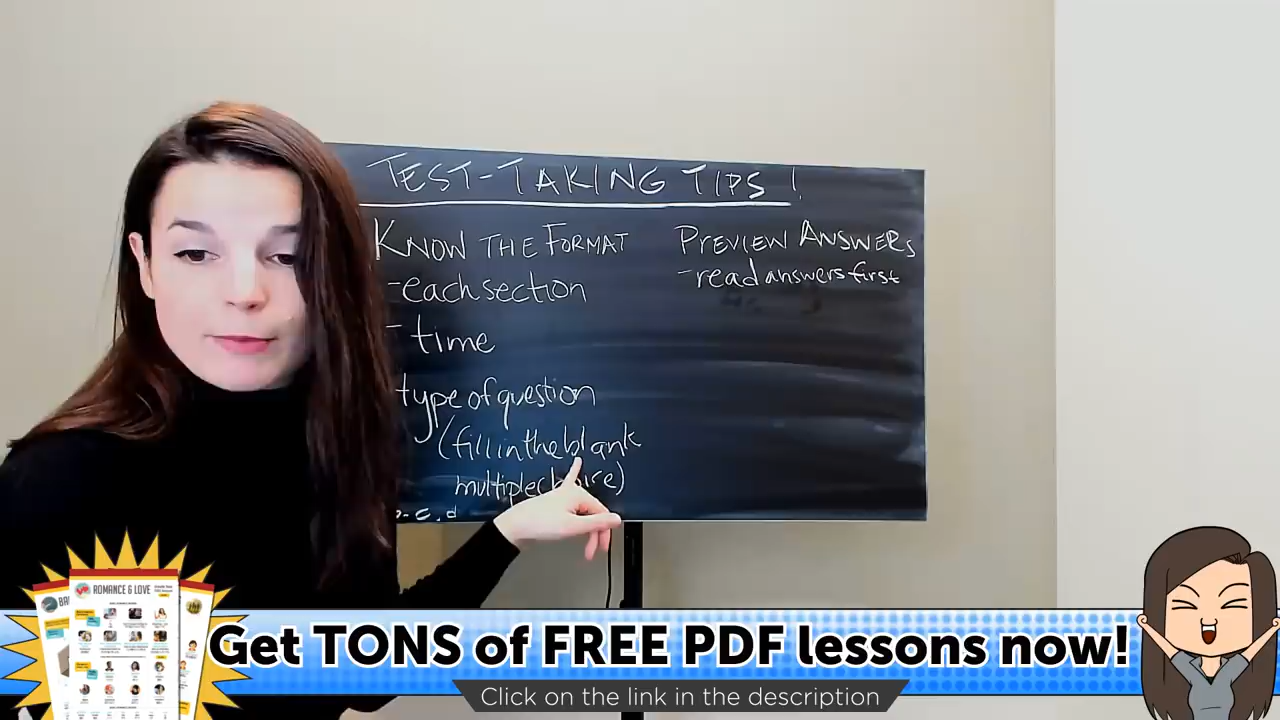 TEST-TAKING TIPS!
KNOW THE FORMAT
-each section
-time
type of question
(fill in the blank
multiple choice)
c. d
PREVIEW ANSWERS
-read answers first
ROMANCE & LOVE
Get TONS of FREE PDF lessons now!
Click on the link in the description